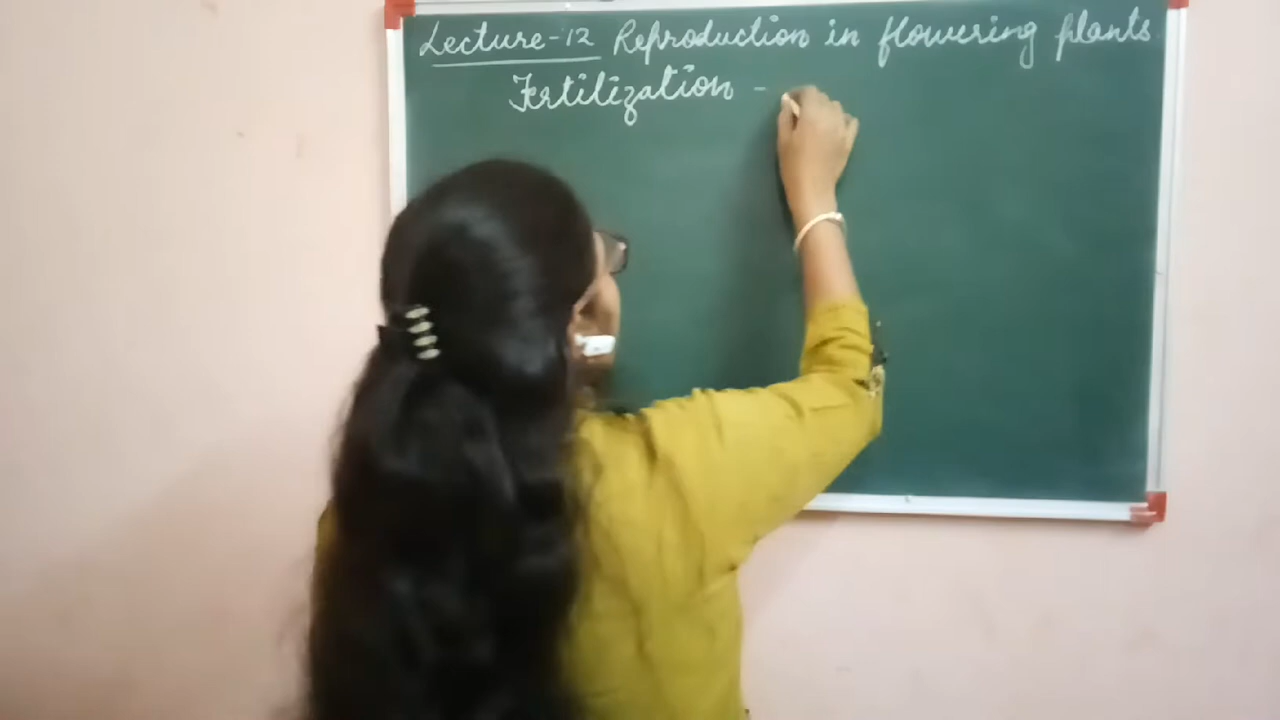 Lecture-12 Reproduction in flowering plants
Fertilization -